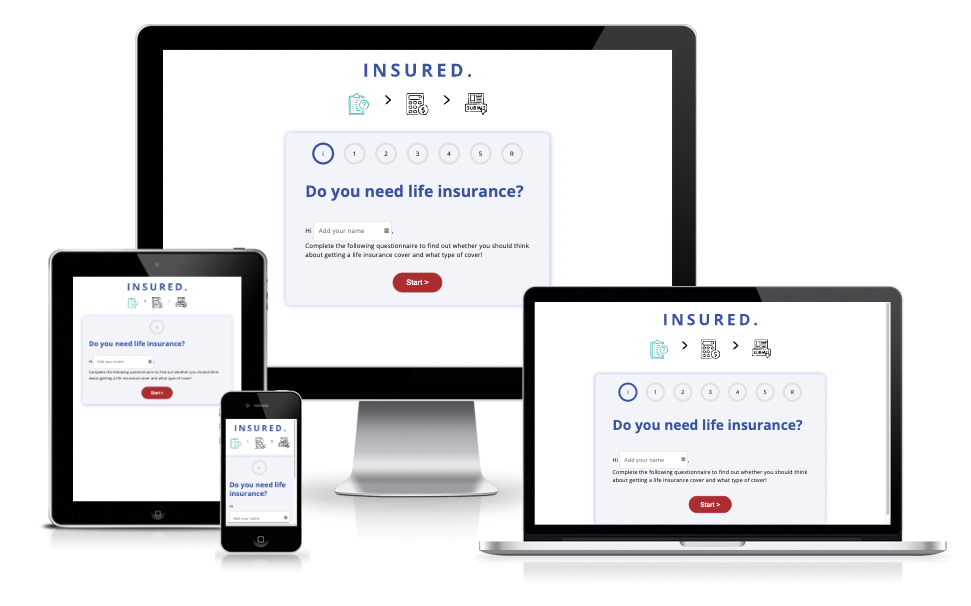 INSURED.
SUBMIT
i 1 2 3 4 5 R
Do you need life insurance?
Hi Add your name ,
Complete the following questionnaire to find out whether you should think
about getting a life insurance cover and what type of cover!
Start >
INSURED.
Do you need life insurance?
Hi Add your name ,
Complete the following questionnaire to find out whether you should think
about getting a life insurance cover and what type of cover!
Start >
INSURED.
Do you need life
insurance?
Hi
Add your name
INSURED.
SUBMIT
i 1 2 3 4 5 R
Do you need life insurance?
Hi Add your name ,
Complete the following questionnaire to find out whether you should think
about getting a life insurance cover and what type of cover!
Start >